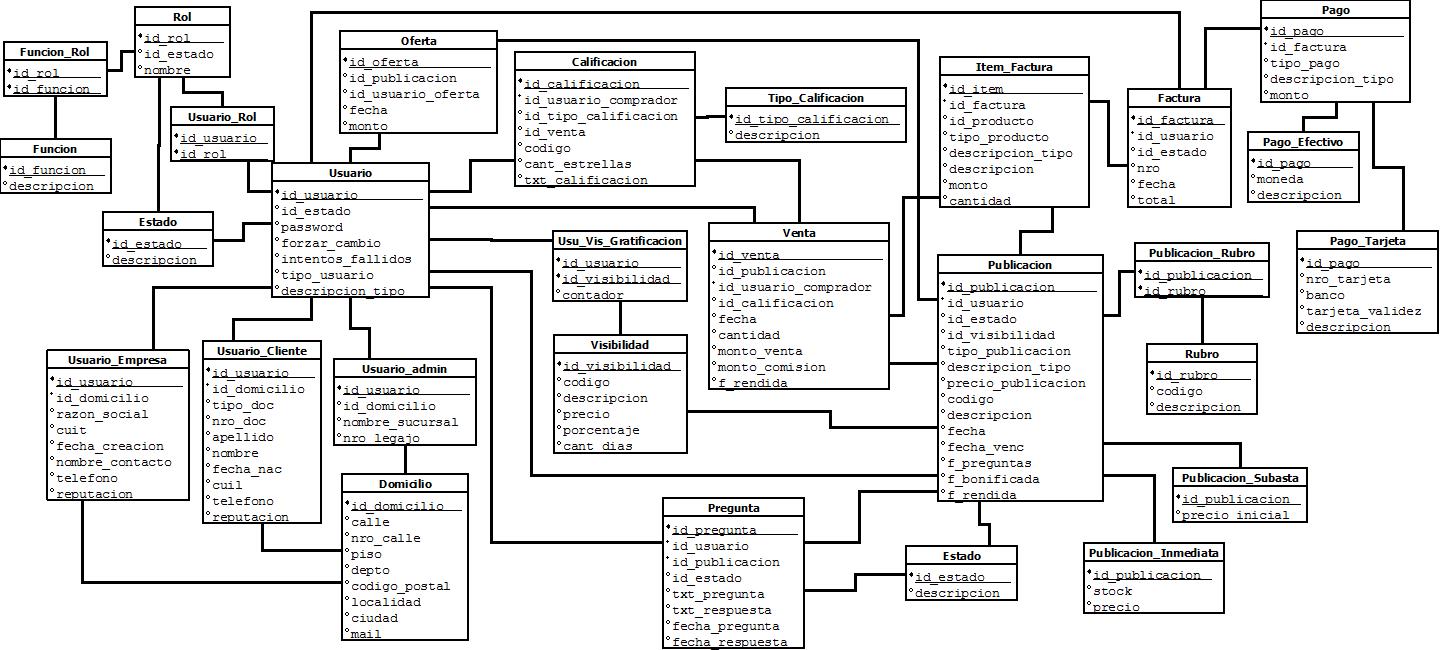 Rol
id_rol
id_estado
nombre
Funcion_Rol
id_rol
id_funcion
Funcion
id_funcion
descripcion
Usuario_Rol
id_usuario
id_rol
Estado
id_estado
descripcion
Oferta
id_oferta
id_publicacion
id_usuario_oferta
fecha
monto
Usuario
id_usuario
id_estado
password
forzar_cambio
intentos_fallidos
tipo_usuario
descripcion_tipo
Calificacion
id_calificacion
id_usuario_comprador
id_tipo_calificacion
id_venta
codigo
cant_estrellas
txt_calificacion
Tipo_Calificacion
id_tipo_calificacion
descripcion
Item_Factura
id_item
id_factura
id_producto
tipo_producto
descripcion_tipo
descripcion
monto
cantidad
Factura
id_factura
id_usuario
id_estado
nro
fecha
total
Pago
id_pago
id_factura
tipo_pago
descripcion_tipo
monto
Pago_Efectivo
id_pago
moneda
descripcion
Pago_Tarjeta
id_pago
nro_tarjeta
banco
tarjeta_validez
descripcion
Usu_Vis_Gratificacion
id_usuario
id_visibilidad
contador
Visibilidad
id_visibilidad
codigo
descripcion
precio
porcentaje
cant_dias
Venta
id_venta
id_publicacion
id_usuario_comprador
id_calificacion
fecha
cantidad
monto_venta
monto_comision
f_rendida
Publicacion
id_publicacion
id_usuario
id_estado
id_visibilidad
tipo_publicacion
descripcion_tipo
precio_publicacion
codigo
descripcion
fecha
fecha_venc
f_preguntas
f_bonificada
f_rendida
Publicacion_Rubro
id_publicacion
id_rubro
Rubro
id_rubro
codigo
descripcion
Usuario_Empresa
id_usuario
id_domicilio
razon_social
cuit
fecha_creacion
nombre_contacto
telefono
reputacion
Usuario_Cliente
id_usuario
id_domicilio
tipo_doc
nro_doc
apellido
nombre
fecha_nac
cuil
telefono
reputacion
Usuario_admin
id_usuario
id_domicilio
nombre_sucursal
nro_legajo
Domicilio
id_domicilio
calle
nro_calle
piso
depto
codigo_postal
localidad
ciudad
mail
Pregunta
id_pregunta
id_usuario
id_publicacion
id_estado
txt_pregunta
txt_respuesta
fecha_pregunta
fecha_respuesta
Estado
id_estado
descripcion
Publicacion_Subasta
id_publicacion
precio_inicial
Publicacion_Inmediata
id_publicacion
stock
precio